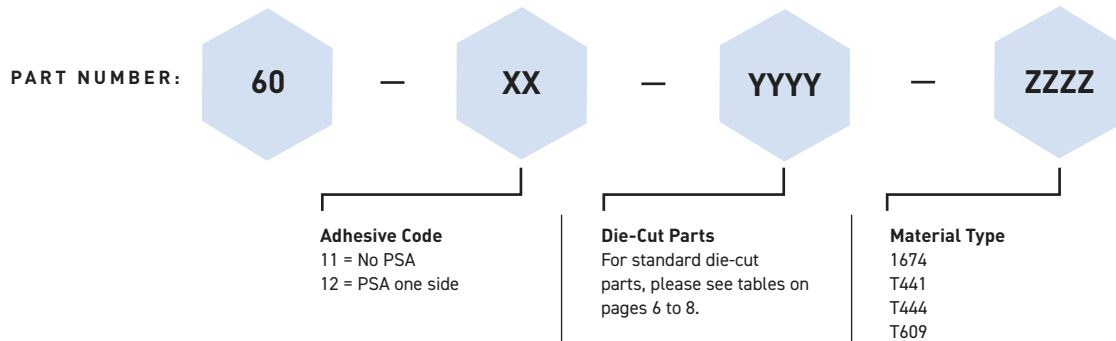 PART NUMBER: 60 — XX — YYYY — ZZZZ
Adhesive Code
11 = No PSA
12 = PSA one side
Die-Cut Parts
For standard die-cut
parts, please see tables on
pages 6 to 8.
Material Type
1674
T441
T444
T609